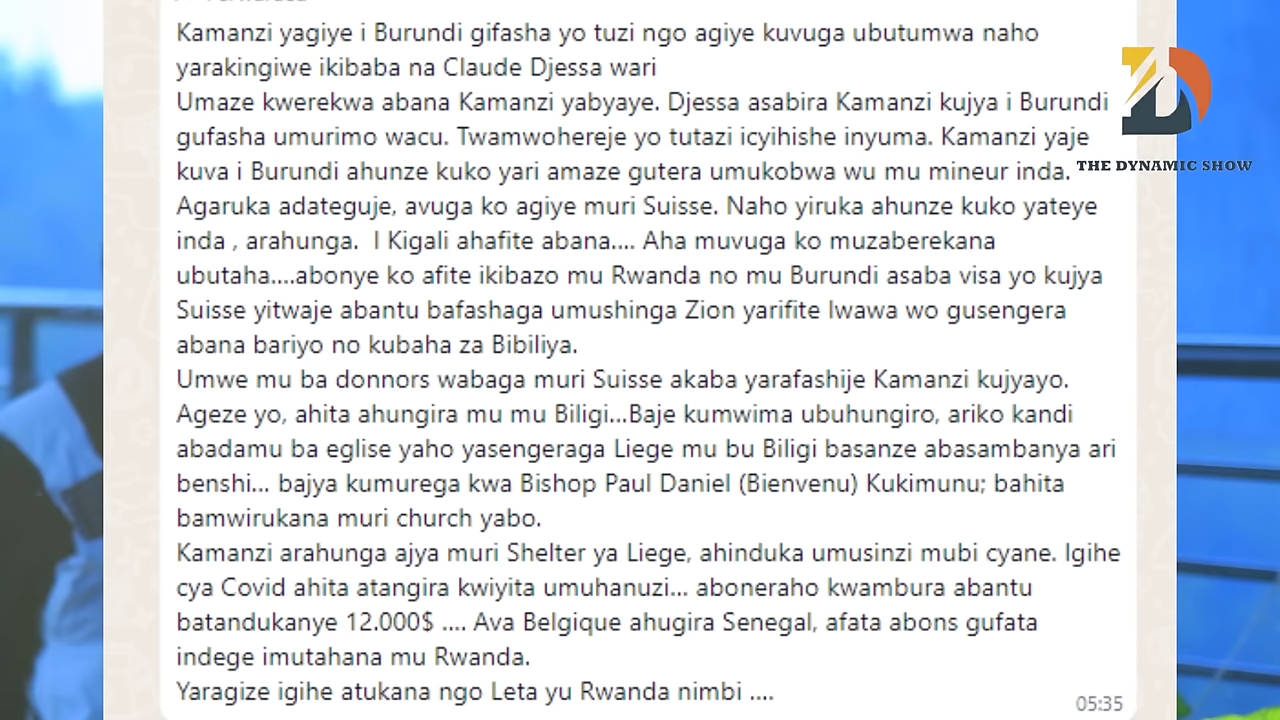 Kamanzi yagiye i Burundi gifasha yo tuzi ngo agiye kuvuga ubutumwa naho
yarakingiwe ikibaba na Claude Djessa wari
Umaze kwerekwa abana Kamanzi yabyaye. Djessa asabira Kamanzi kujya i Burundi
gufasha umurimo wacu. Twamwohereje yo tutazi icyihishe inyuma. Kamanzi yaje
kuva i Burundi ahunze kuko yari amaze gutera umukobwa wu mu mineur inda.
Agaruka adateguje, avuga ko agiye muri Suisse. Naho yiruka ahunze kuko yateye
inda , arahunga. I Kigali ahafite abana.... Aha muvuga ko muzaberekana
ubutaha....abonye ko afite ikibazo mu Rwanda no mu Burundi asaba visa yo kujya
Suisse yitwaje abantu bafashaga umushinga Zion yarifite Iwawa wo gusengera
abana bariyo no kubaha za Bibiliya.
Umwe mu ba donnors wabaga muri Suisse akaba yarafashije Kamanzi kujyayo.
Ageze yo, ahita ahungira mu mu Biligi...Baje kumwima ubuhungiro, ariko kandi
abadamu ba eglise yaho yasengeraga Liege mu bu Biligi basanze abasambanya ari
benshi... bajya kumurega kwa Bishop Paul Daniel (Bienvenu) Kukimunu; bahita
bamwirukana muri church yabo.
Kamanzi arahunga ajya muri Shelter ya Liege, ahinduka umusinzi mubi cyane. Igihe
cya Covid ahita atangira kwiyita umuhanuzi... aboneraho kwambura abantu
batandukanye 12.000$ .... Ava Belgique ahugira Senegal, afata abons gufata
indege imutahana mu Rwanda.
Yaragize igihe atukana ngo Leta yu Rwanda nimbi ....
05:35
THE DYNAMIC SHOW